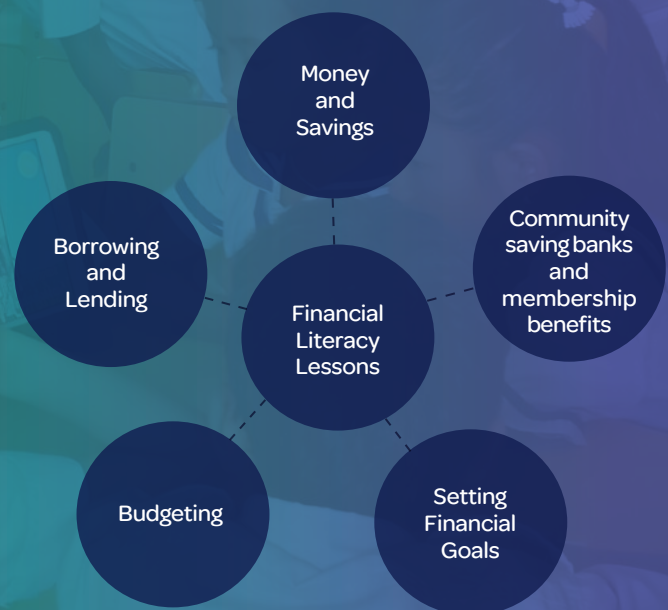 Money
and
Savings
Community
saving banks
and
membership
benefits
Borrowing
and
Lending
Financial
Literacy
Lessons
Budgeting
Setting
Financial
Goals